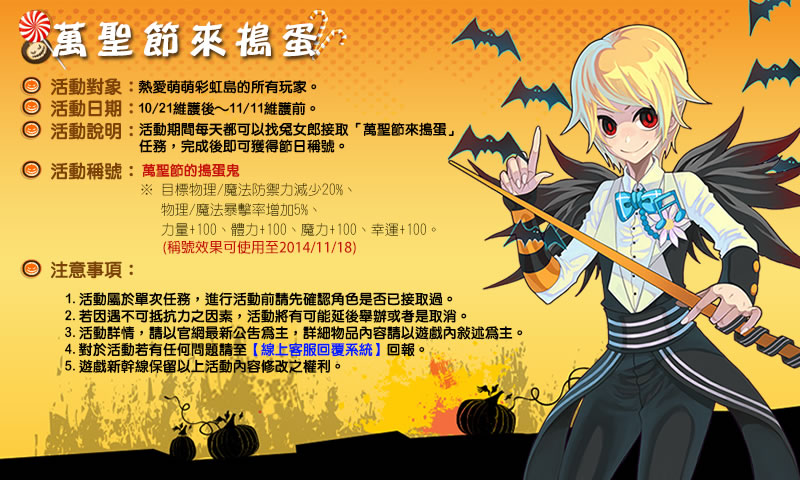 萬聖節來搗蛋
活動對象：熱愛萌萌彩虹島的所有玩家。
活動日期：10/21維護後～11/11維護前。
活動說明：活動期間每天都可以找兔女郎接取「萬聖節來搗蛋」
任務，完成後即可獲得節日稱號。
活動稱號：萬聖節的搗蛋鬼
※ 目標物理/魔法防禦力減少20%、
物理/魔法暴擊率增加5%、
力量+100、體力+100、魔力+100、幸運+100。
(稱號效果可使用至2014/11/18)
注意事項：
1. 活動屬於單次任務，進行活動前請先確認角色是否已接取過。
2. 若因遇不可抵抗力之因素，活動將有可能延後舉辦或者是取消。
3. 活動詳情，請以官網最新公告為主，詳細物品內容請以遊戲內敘述為主。
4. 對於活動若有任何問題請至【線上客服回覆系統】回報。
5. 遊戲新幹線保留以上活動內容修改之權利。